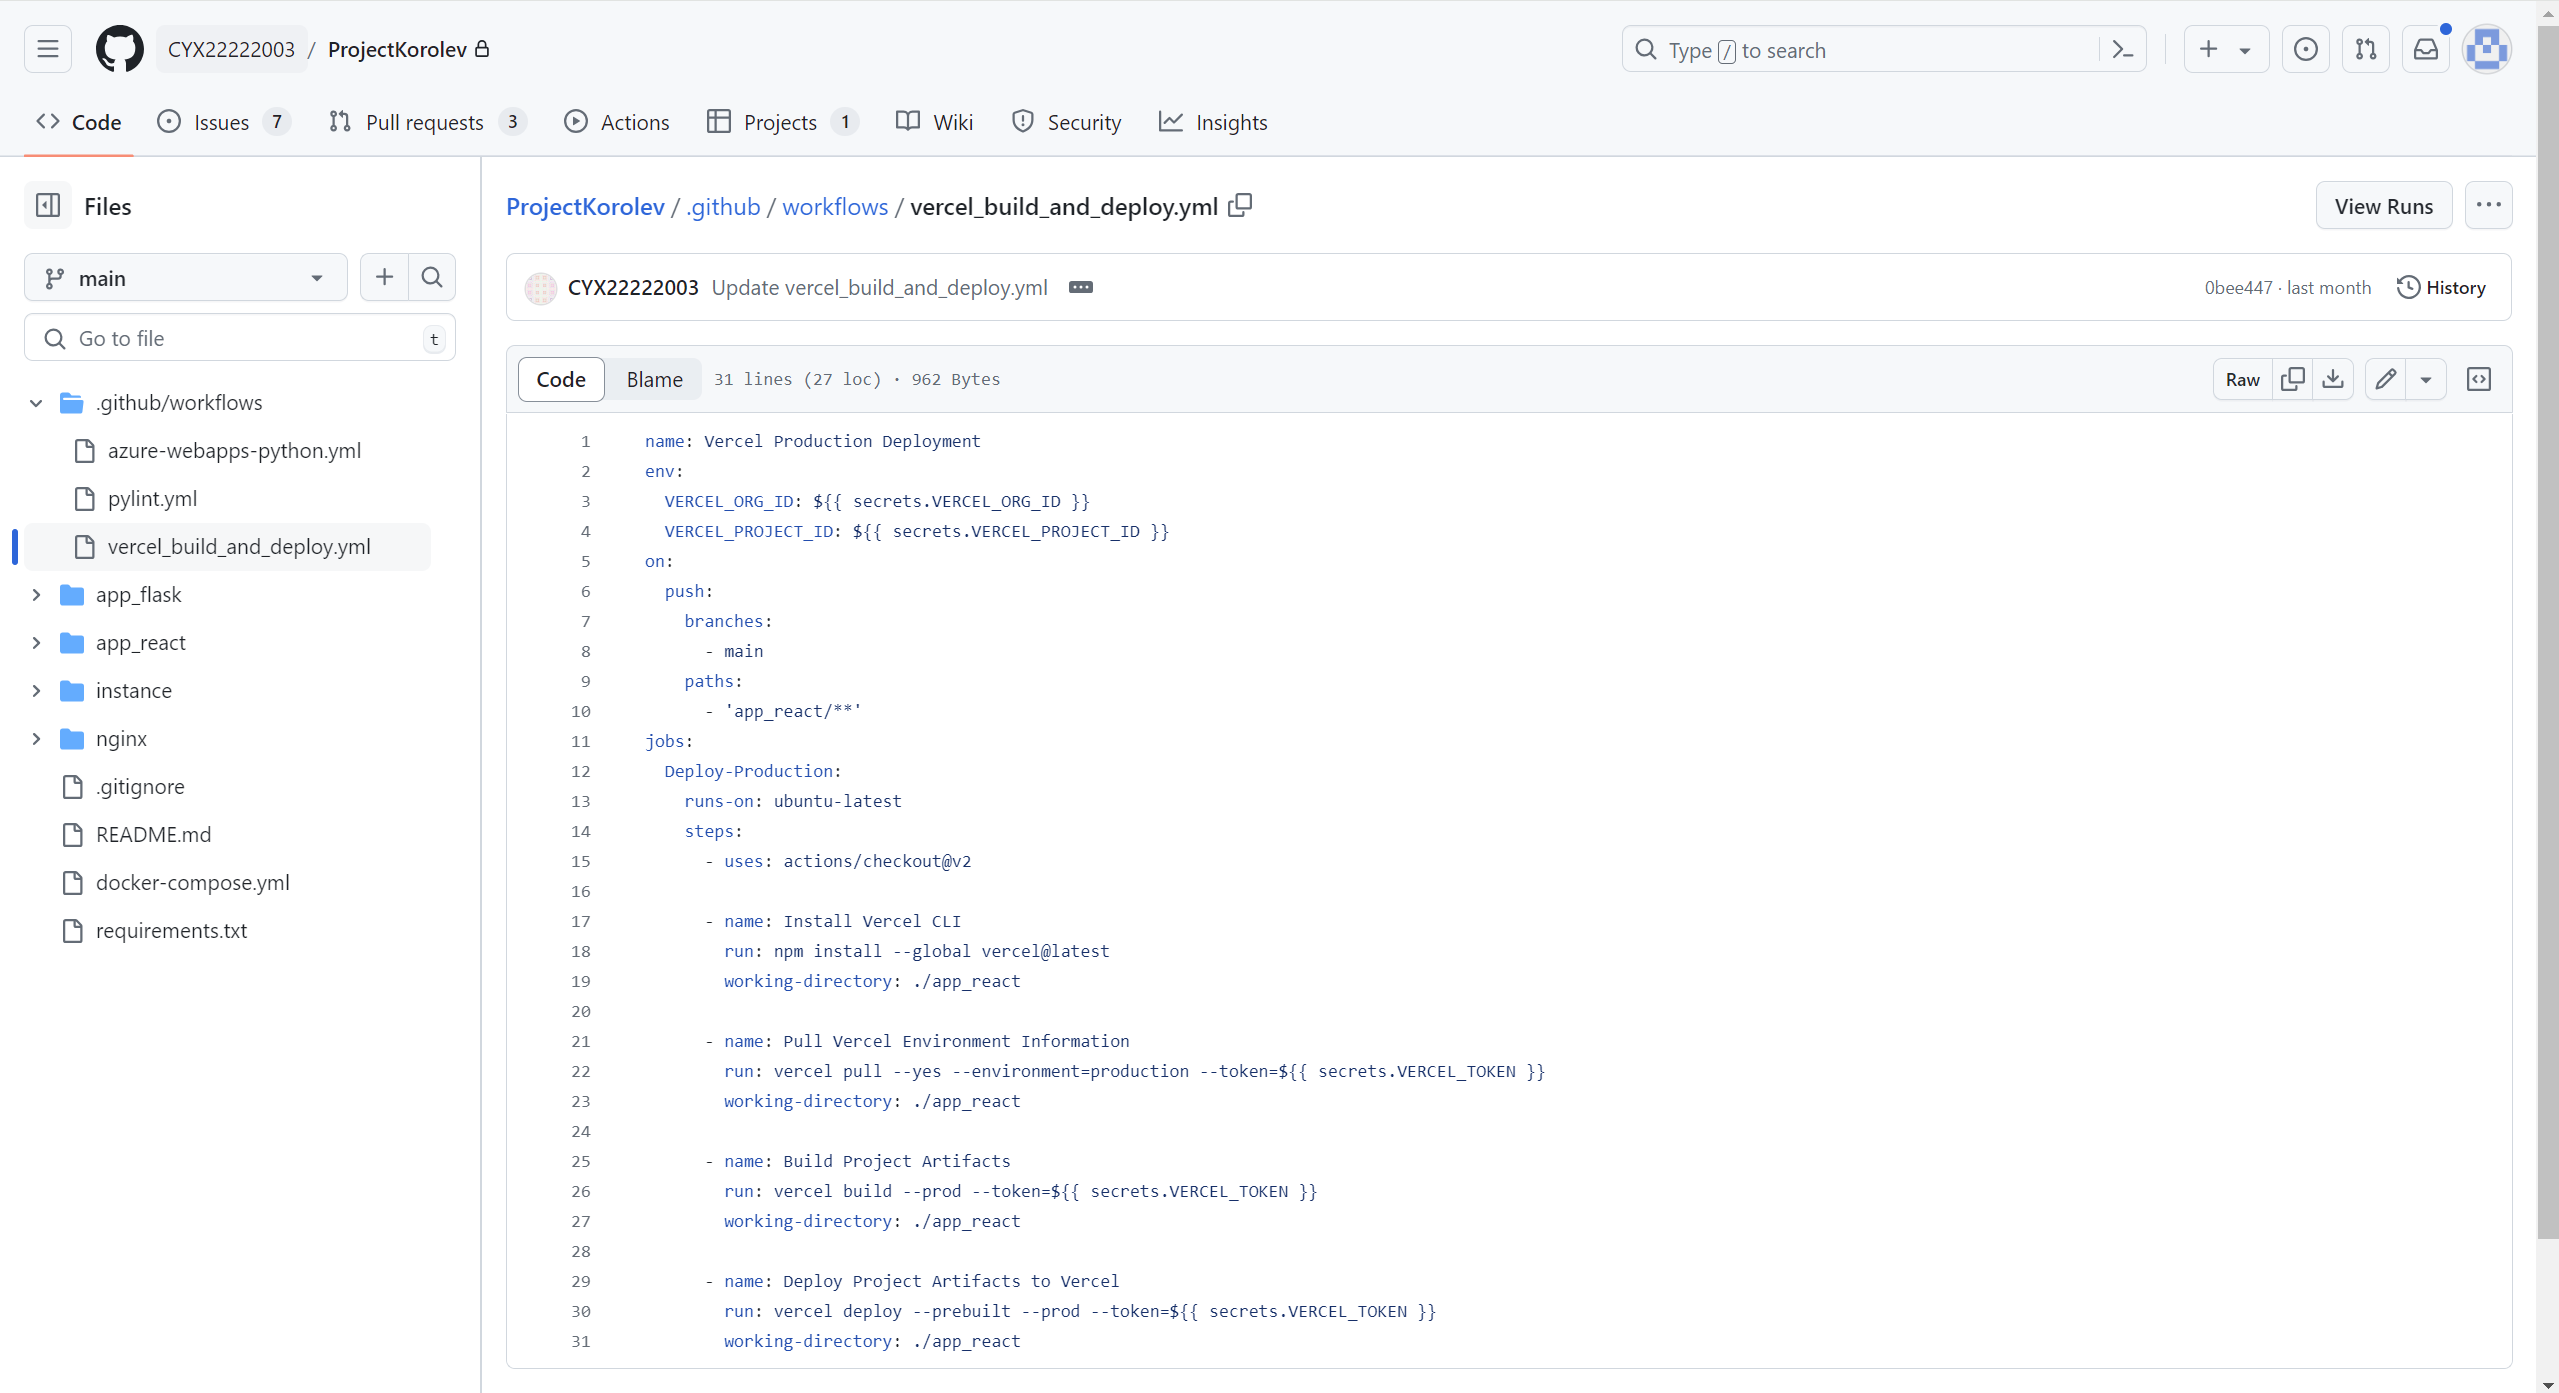 CYX22222003 / ProjectKorolev
Type / to search
Code
Issues 7
Pull requests 3
Actions
Projects 1
Wiki
Security
Insights
Files
main
Go to file t
.github/workflows
azure-webapps-python.yml
pylint.yml
vercel_build_and_deploy.yml
app_flask
app_react
instance
nginx
.gitignore
README.md
docker-compose.yml
requirements.txt
ProjectKorolev / .github / workflows / vercel_build_and_deploy.yml
View Runs
CYX22222003 Update vercel_build_and_deploy.yml
0bee447 · last month
History
Code
Blame
31 lines (27 loc) · 962 Bytes
Raw
1 name: Vercel Production Deployment
2 env:
3   VERCEL_ORG_ID: ${{ secrets.VERCEL_ORG_ID }}
4   VERCEL_PROJECT_ID: ${{ secrets.VERCEL_PROJECT_ID }}
5 on:
6   push:
7     branches:
8       - main
9     paths:
10       - 'app_react/**'
11 jobs:
12   Deploy-Production:
13     runs-on: ubuntu-latest
14     steps:
15       - uses: actions/checkout@v2
16
17       - name: Install Vercel CLI
18         run: npm install --global vercel@latest
19         working-directory: ./app_react
20
21       - name: Pull Vercel Environment Information
22         run: vercel pull --yes --environment=production --token=${{ secrets.VERCEL_TOKEN }}
23         working-directory: ./app_react
24
25       - name: Build Project Artifacts
26         run: vercel build --prod --token=${{ secrets.VERCEL_TOKEN }}
27         working-directory: ./app_react
28
29       - name: Deploy Project Artifacts to Vercel
30         run: vercel deploy --prebuilt --prod --token=${{ secrets.VERCEL_TOKEN }}
31         working-directory: ./app_react